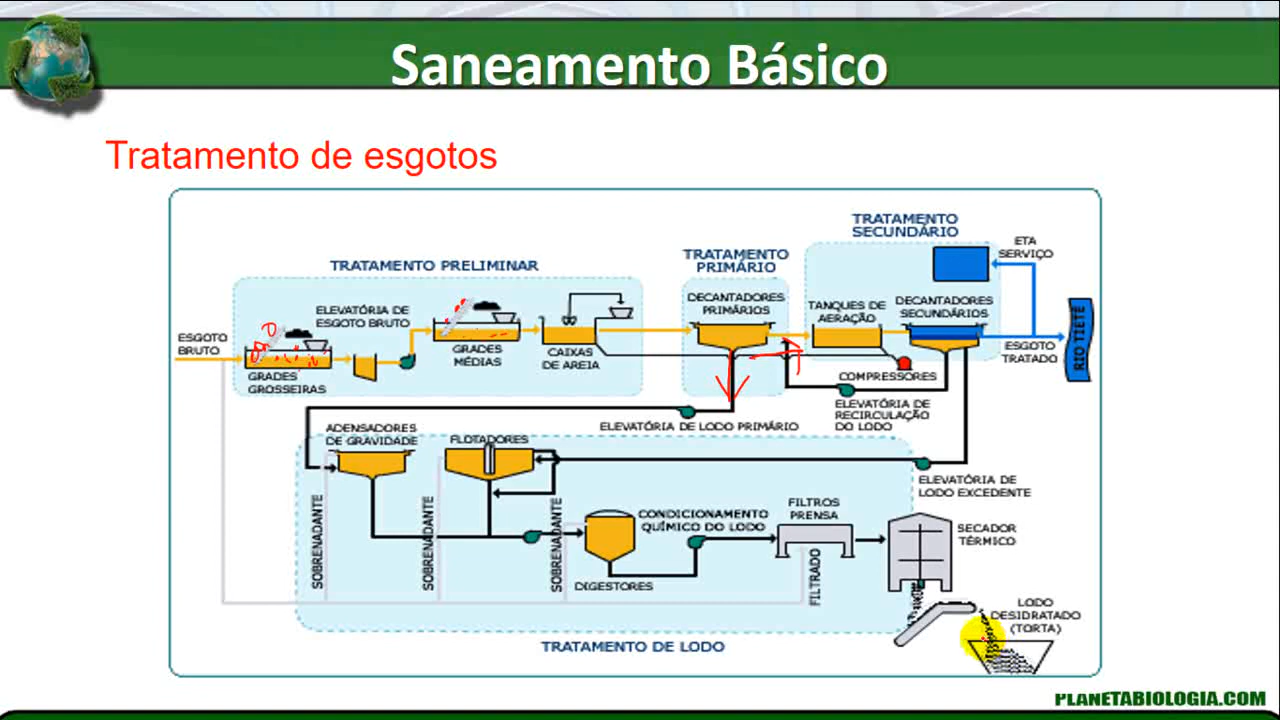 Saneamento Básico
Tratamento de esgotos
TRATAMENTO PRELIMINAR
TRATAMENTO
PRIMÁRIO
TRATAMENTO
SECUNDÁRIO
ESGOTO
BRUTO
GRADES
GROSSEIRAS
ELEVATÓRIA DE
ESGOTO BRUTO
GRADES
MÉDIAS
CAIXAS
DE AREIA
DECANTADORES
PRIMÁRIOS
TANQUES DE
AERAÇÃO
DECANTADORES
SECUNDÁRIOS
ETA
SERVIÇO
ESGOTO
TRATADO
RIO TIETÊ
COMPRESSORES
ELEVATÓRIA DE
RECIRCULAÇÃO
DO LODO
ELEVATÓRIA DE LODO PRIMÁRIO
ADENSADORES
DE GRAVIDADE
FLOTADORES
ELEVATÓRIA DE
LODO EXCEDENTE
SOBRENADANTE
SOBRENADANTE
SOBRENADANTE
DIGESTORES
CONDICIONAMENTO
QUÍMICO DO LODO
FILTROS
PRENSA
FILTRADO
SECADOR
TÉRMICO
LODO
DESIDRATADO
(TORTA)
TRATAMENTO DE LODO
PLANETABIOLOGIA.COM